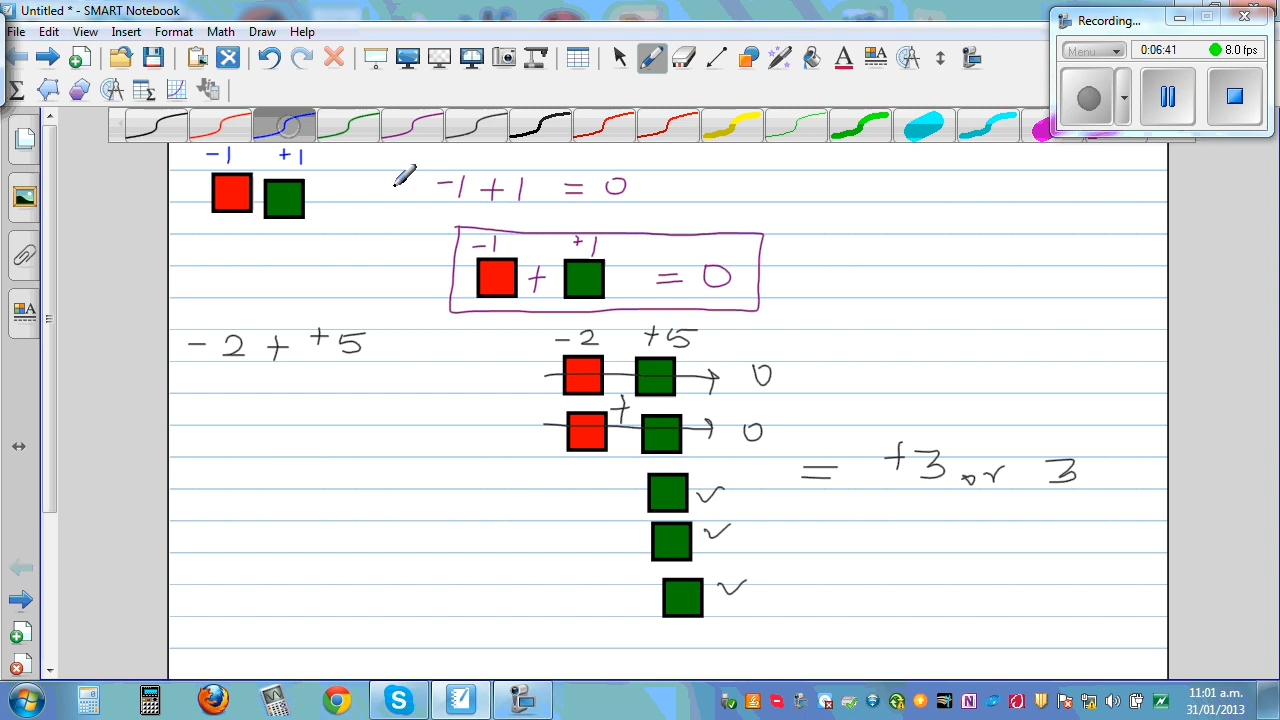 Untitled * - SMART Notebook
Recording...
File Edit View Insert Format Math Draw Help
Menu 0:06:41 8.0 fps
-1 +1
-1 + 1 = 0
-1 +1
+ = 0
-2 + +5
-2 +5
0
+
0
= +3 or 3
11:01 a.m.
31/01/2013